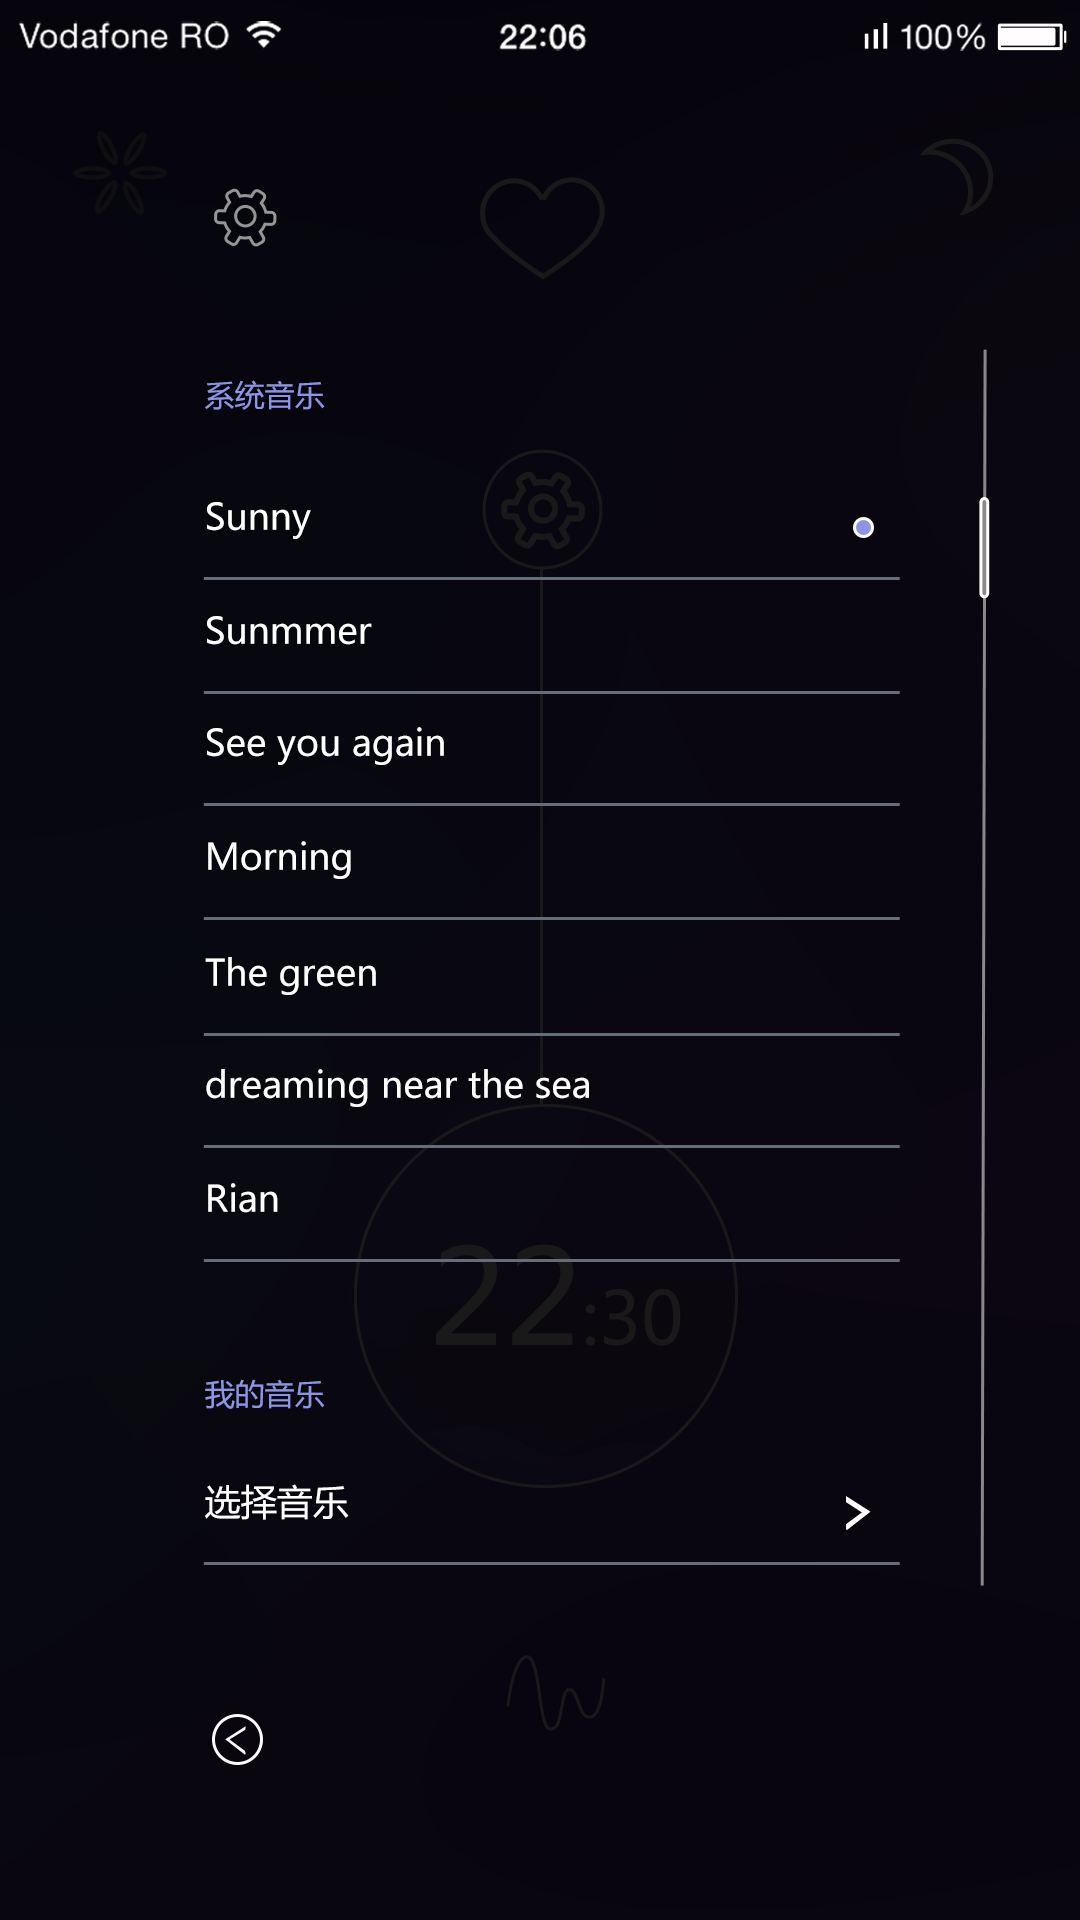 Vodafone RO 22:06 100%
系统音乐
Sunny
Sunmmer
See you again
Morning
The green
dreaming near the sea
Rian
22:30
我的音乐
选择音乐